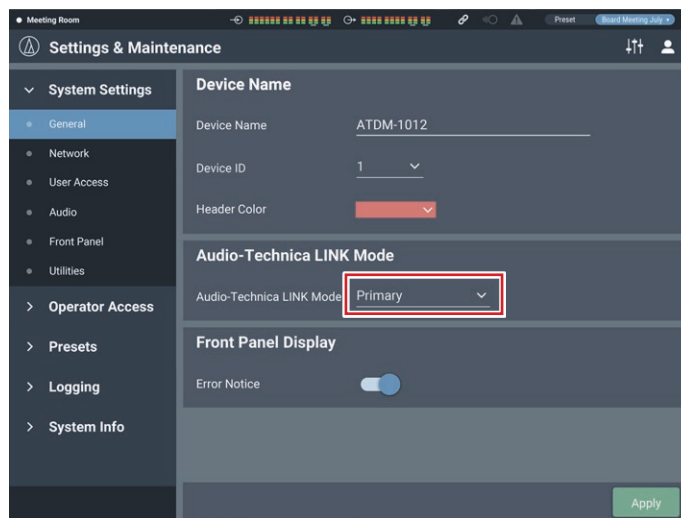 Meeting Room
Preset
Board Meeting July
Settings & Maintenance
System Settings
General
Network
User Access
Audio
Front Panel
Utilities
Operator Access
Presets
Logging
System Info
Device Name
Device Name ATDM-1012
Device ID 1
Header Color
Audio-Technica LINK Mode
Audio-Technica LINK Mode Primary
Front Panel Display
Error Notice
Apply